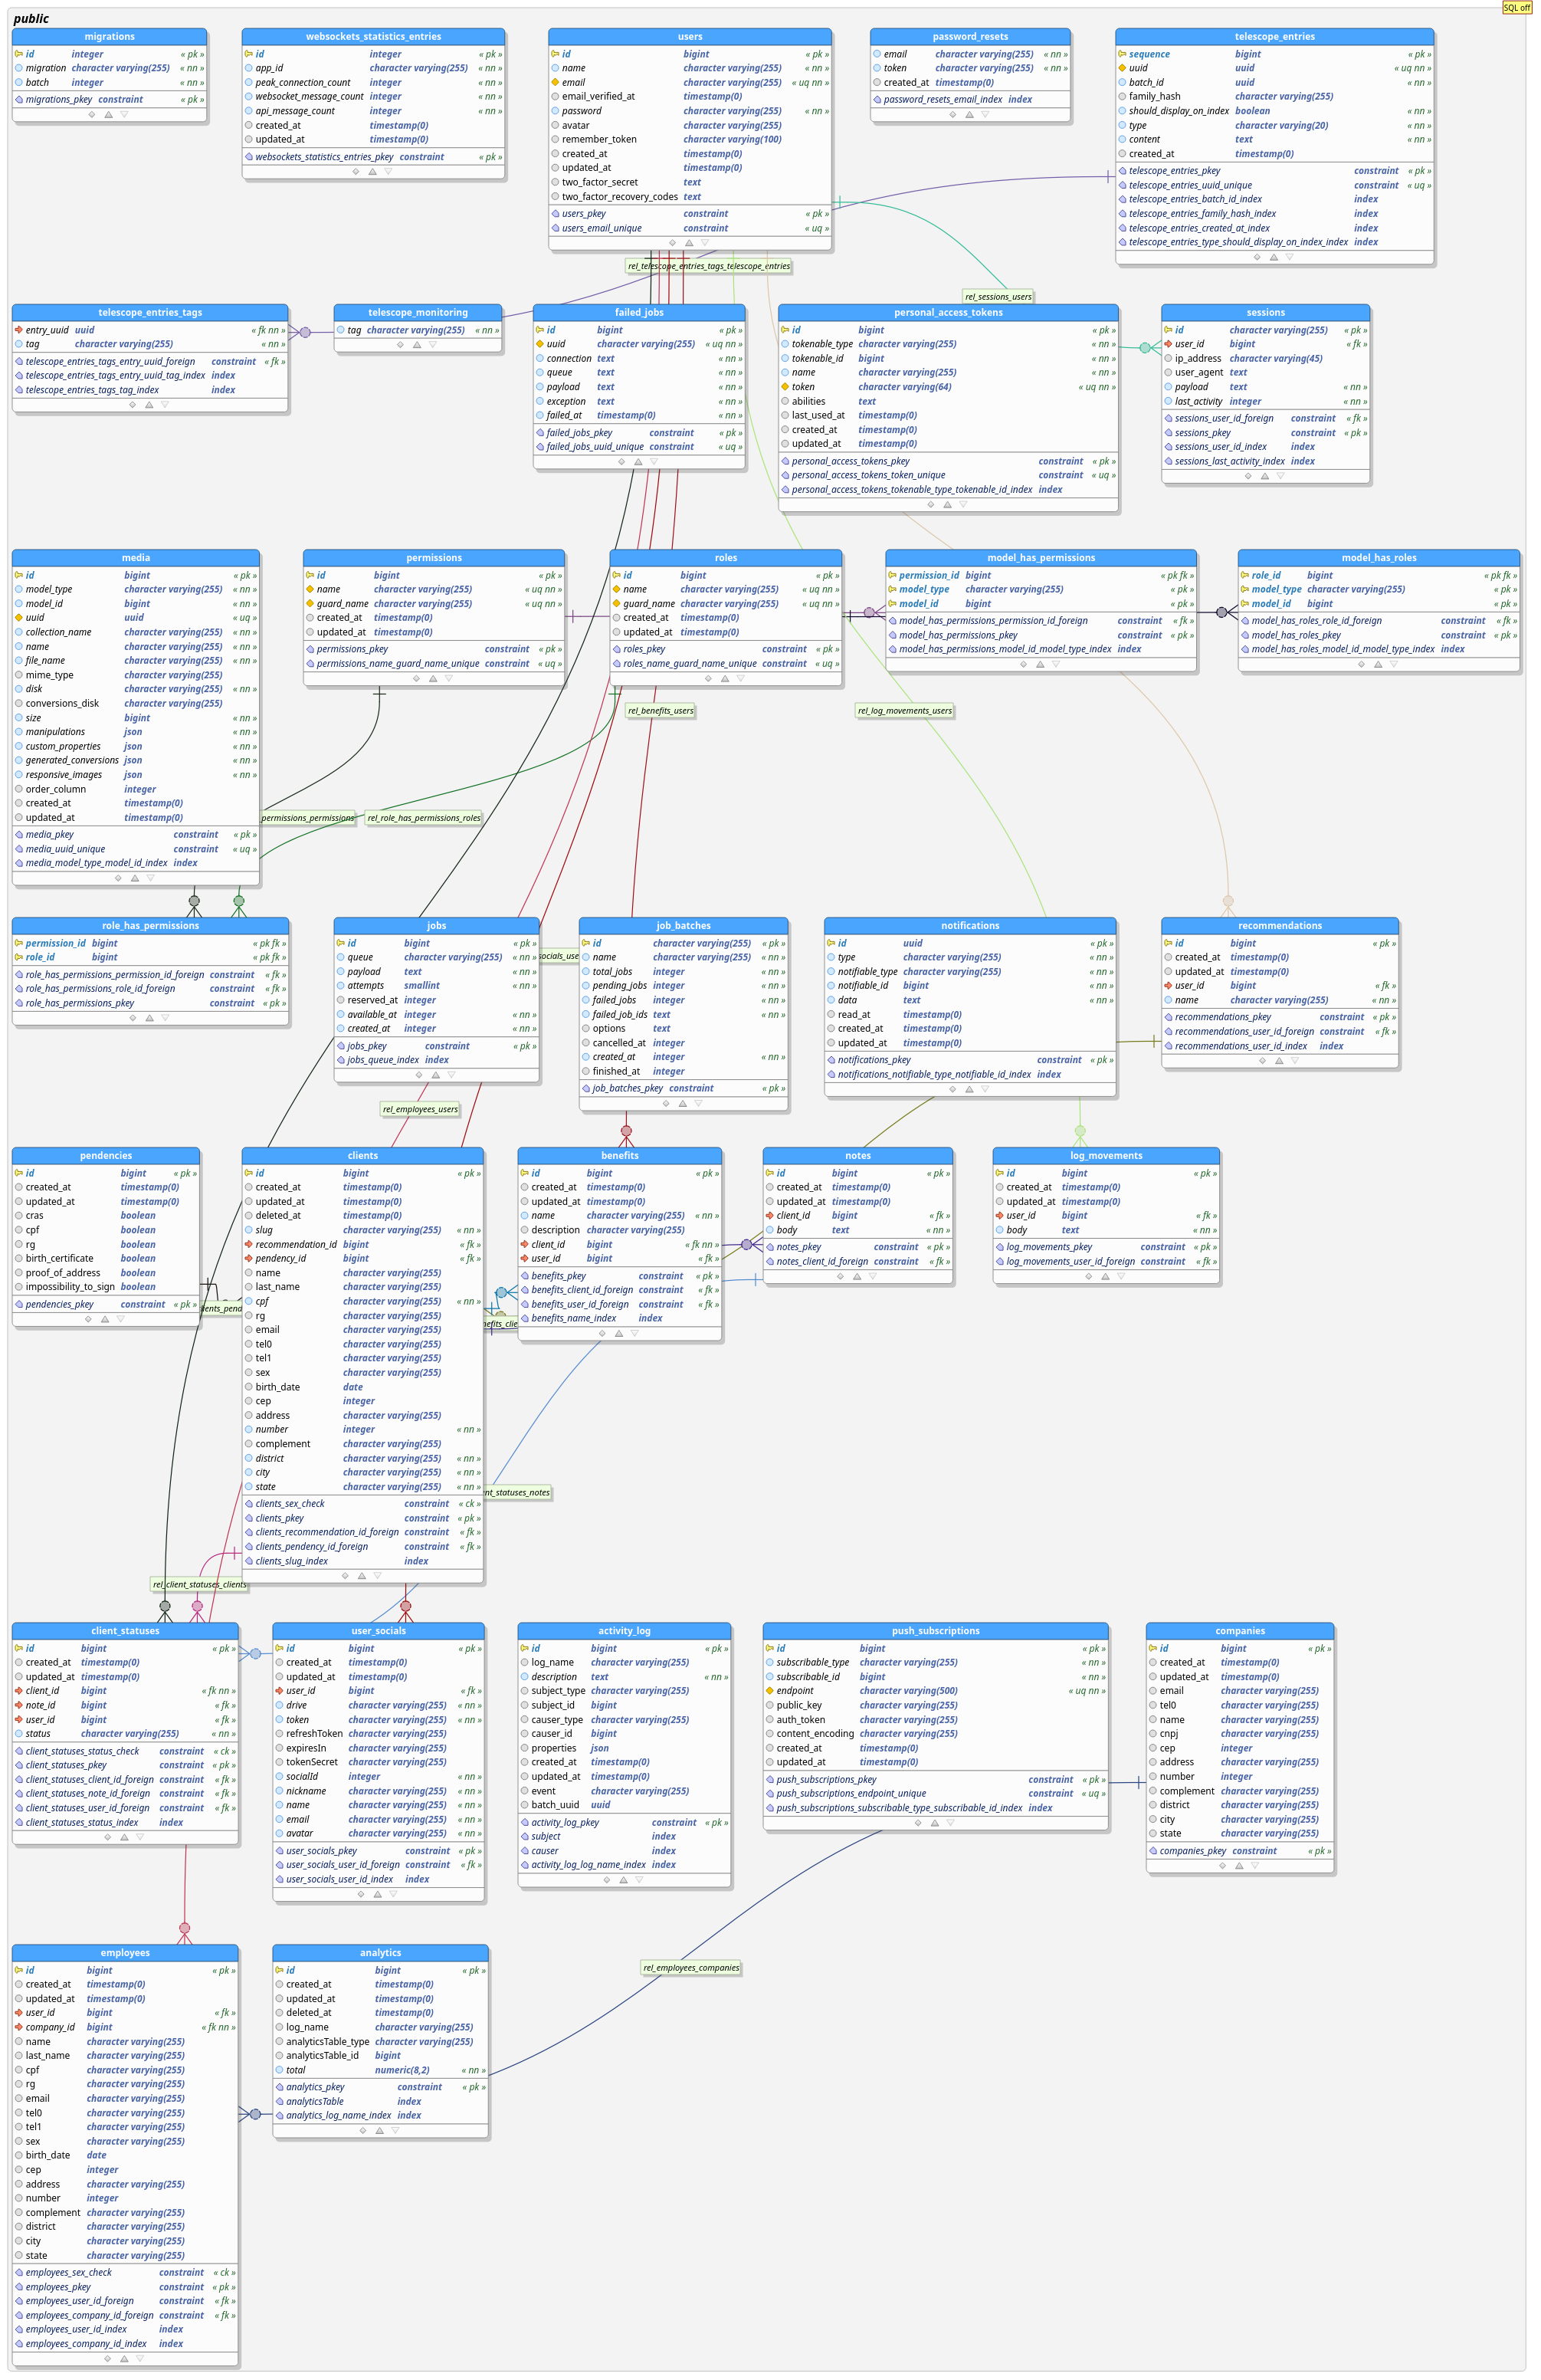 SQL off
public
migrations
id integer « pk »
migration character varying(255) « nn »
batch integer « nn »
migrations_pkey constraint « pk »
websockets_statistics_entries
id integer « pk »
app_id character varying(255) « nn »
peak_connection_count integer « nn »
websocket_message_count integer « nn »
api_message_count integer « nn »
created_at timestamp(0)
updated_at timestamp(0)
websockets_statistics_entries_pkey constraint « pk »
users
id bigint « pk »
name character varying(255) « nn »
email character varying(255) « uq nn »
email_verified_at timestamp(0)
password character varying(255) « nn »
avatar character varying(255)
remember_token character varying(100)
created_at timestamp(0)
updated_at timestamp(0)
two_factor_secret text
two_factor_recovery_codes text
users_pkey constraint « pk »
users_email_unique constraint « uq »
password_resets
email character varying(255) « nn »
token character varying(255) « nn »
created_at timestamp(0)
password_resets_email_index index
telescope_entries
sequence bigint « pk »
uuid uuid « uq nn »
batch_id uuid « nn »
family_hash character varying(255)
should_display_on_index boolean « nn »
type character varying(20) « nn »
content text « nn »
created_at timestamp(0)
telescope_entries_pkey constraint « pk »
telescope_entries_uuid_unique constraint « uq »
telescope_entries_batch_id_index index
telescope_entries_family_hash_index index
telescope_entries_created_at_index index
telescope_entries_type_should_display_on_index_index index
rel_telescope_entries_tags_telescope_entries
rel_sessions_users
telescope_entries_tags
entry_uuid uuid « fk nn »
tag character varying(255) « nn »
telescope_entries_tags_entry_uuid_foreign constraint « fk »
telescope_entries_tags_entry_uuid_tag_index index
telescope_entries_tags_tag_index index
telescope_monitoring
tag character varying(255) « nn »
failed_jobs
id bigint « pk »
uuid character varying(255) « uq nn »
connection text « nn »
queue text « nn »
payload text « nn »
exception text « nn »
failed_at timestamp(0) « nn »
failed_jobs_pkey constraint « pk »
failed_jobs_uuid_unique constraint « uq »
personal_access_tokens
id bigint « pk »
tokenable_type character varying(255) « nn »
tokenable_id bigint « nn »
name character varying(255) « nn »
token character varying(64) « uq nn »
abilities text
last_used_at timestamp(0)
created_at timestamp(0)
updated_at timestamp(0)
personal_access_tokens_pkey constraint « pk »
personal_access_tokens_token_unique constraint « uq »
personal_access_tokens_tokenable_type_tokenable_id_index index
sessions
id character varying(255) « pk »
user_id bigint « fk »
ip_address character varying(45)
user_agent text
payload text « nn »
last_activity integer « nn »
sessions_user_id_foreign constraint « fk »
sessions_pkey constraint « pk »
sessions_user_id_index index
sessions_last_activity_index index
media
id bigint « pk »
model_type character varying(255) « nn »
model_id bigint « nn »
uuid uuid « uq »
collection_name character varying(255) « nn »
name character varying(255) « nn »
file_name character varying(255) « nn »
mime_type character varying(255)
disk character varying(255) « nn »
conversions_disk character varying(255)
size bigint « nn »
manipulations json « nn »
custom_properties json « nn »
generated_conversions json « nn »
responsive_images json « nn »
order_column integer
created_at timestamp(0)
updated_at timestamp(0)
media_pkey constraint « pk »
media_uuid_unique constraint « uq »
media_model_type_model_id_index index
permissions
id bigint « pk »
name character varying(255) « uq nn »
guard_name character varying(255) « uq nn »
created_at timestamp(0)
updated_at timestamp(0)
permissions_pkey constraint « pk »
permissions_name_guard_name_unique constraint « uq »
roles
id bigint « pk »
name character varying(255) « uq nn »
guard_name character varying(255) « uq nn »
created_at timestamp(0)
updated_at timestamp(0)
roles_pkey constraint « pk »
roles_name_guard_name_unique constraint « uq »
model_has_permissions
permission_id bigint « pk fk »
model_type character varying(255) « pk »
model_id bigint « pk »
model_has_permissions_permission_id_foreign constraint « fk »
model_has_permissions_pkey constraint « pk »
model_has_permissions_model_id_model_type_index index
model_has_roles
role_id bigint « pk fk »
model_type character varying(255) « pk »
model_id bigint « pk »
model_has_roles_role_id_foreign constraint « fk »
model_has_roles_pkey constraint « pk »
model_has_roles_model_id_model_type_index index
rel_benefits_users
rel_log_movements_users
permissions_permissions
rel_role_has_permissions_roles
role_has_permissions
permission_id bigint « pk fk »
role_id bigint « pk fk »
role_has_permissions_permission_id_foreign constraint « fk »
role_has_permissions_role_id_foreign constraint « fk »
role_has_permissions_pkey constraint « pk »
jobs
id bigint « pk »
queue character varying(255) « nn »
payload text « nn »
attempts smallint « nn »
reserved_at integer
available_at integer « nn »
created_at integer « nn »
jobs_pkey constraint « pk »
jobs_queue_index index
socials_use
job_batches
id character varying(255) « pk »
name character varying(255) « nn »
total_jobs integer « nn »
pending_jobs integer « nn »
failed_jobs integer « nn »
failed_job_ids text « nn »
options text
cancelled_at integer
created_at integer « nn »
finished_at integer
job_batches_pkey constraint « pk »
notifications
id uuid « pk »
type character varying(255) « nn »
notifiable_type character varying(255) « nn »
notifiable_id bigint « nn »
data text « nn »
read_at timestamp(0)
created_at timestamp(0)
updated_at timestamp(0)
notifications_pkey constraint « pk »
notifications_notifiable_type_notifiable_id_index index
recommendations
id bigint « pk »
created_at timestamp(0)
updated_at timestamp(0)
user_id bigint « fk »
name character varying(255) « nn »
recommendations_pkey constraint « pk »
recommendations_user_id_foreign constraint « fk »
recommendations_user_id_index index
rel_employees_users
pendencies
id bigint « pk »
created_at timestamp(0)
updated_at timestamp(0)
cras boolean
cpf boolean
rg boolean
birth_certificate boolean
proof_of_address boolean
impossibility_to_sign boolean
pendencies_pkey constraint « pk »
clients
id bigint « pk »
created_at timestamp(0)
updated_at timestamp(0)
deleted_at timestamp(0)
slug character varying(255) « nn »
recommendation_id bigint « fk »
pendency_id bigint « fk »
name character varying(255)
last_name character varying(255)
cpf character varying(255) « nn »
rg character varying(255)
email character varying(255)
tel0 character varying(255)
tel1 character varying(255)
sex character varying(255)
birth_date date
cep integer
address character varying(255)
number integer « nn »
complement character varying(255)
district character varying(255) « nn »
city character varying(255) « nn »
state character varying(255) « nn »
clients_sex_check constraint « ck »
clients_pkey constraint « pk »
clients_recommendation_id_foreign constraint « fk »
clients_pendency_id_foreign constraint « fk »
clients_slug_index index
benefits
id bigint « pk »
created_at timestamp(0)
updated_at timestamp(0)
name character varying(255) « nn »
description character varying(255)
client_id bigint « fk nn »
user_id bigint « fk »
benefits_pkey constraint « pk »
benefits_client_id_foreign constraint « fk »
benefits_user_id_foreign constraint « fk »
benefits_name_index index
notes
id bigint « pk »
created_at timestamp(0)
updated_at timestamp(0)
client_id bigint « fk »
body text « nn »
notes_pkey constraint « pk »
notes_client_id_foreign constraint « fk »
log_movements
id bigint « pk »
created_at timestamp(0)
updated_at timestamp(0)
user_id bigint « fk »
body text « nn »
log_movements_pkey constraint « pk »
log_movements_user_id_foreign constraint « fk »
rel_client_statuses_clients
client_statuses
id bigint « pk »
created_at timestamp(0)
updated_at timestamp(0)
client_id bigint « fk nn »
note_id bigint « fk »
user_id bigint « fk »
status character varying(255) « nn »
client_statuses_status_check constraint « ck »
client_statuses_pkey constraint « pk »
client_statuses_client_id_foreign constraint « fk »
client_statuses_note_id_foreign constraint « fk »
client_statuses_user_id_foreign constraint « fk »
client_statuses_status_index index
user_socials
id bigint « pk »
created_at timestamp(0)
updated_at timestamp(0)
user_id bigint « fk »
drive character varying(255) « nn »
token character varying(255) « nn »
refreshToken character varying(255)
expiresIn character varying(255)
tokenSecret character varying(255)
socialId integer « nn »
nickname character varying(255) « nn »
name character varying(255) « nn »
email character varying(255) « nn »
avatar character varying(255) « nn »
user_socials_pkey constraint « pk »
user_socials_user_id_foreign constraint « fk »
user_socials_user_id_index index
activity_log
id bigint « pk »
log_name character varying(255)
description text « nn »
subject_type character varying(255)
subject_id bigint
causer_type character varying(255)
causer_id bigint
properties json
created_at timestamp(0)
updated_at timestamp(0)
event character varying(255)
batch_uuid uuid
activity_log_pkey constraint « pk »
subject index
causer index
activity_log_log_name_index index
push_subscriptions
id bigint « pk »
subscribable_type character varying(255) « nn »
subscribable_id bigint « nn »
endpoint character varying(500) « uq nn »
public_key character varying(255)
auth_token character varying(255)
content_encoding character varying(255)
created_at timestamp(0)
updated_at timestamp(0)
push_subscriptions_pkey constraint « pk »
push_subscriptions_endpoint_unique constraint « uq »
push_subscriptions_subscribable_type_subscribable_id_index index
companies
id bigint « pk »
created_at timestamp(0)
updated_at timestamp(0)
email character varying(255)
tel0 character varying(255)
name character varying(255)
cnpj character varying(255)
cep integer
address character varying(255)
number integer
complement character varying(255)
district character varying(255)
city character varying(255)
state character varying(255)
companies_pkey constraint « pk »
employees
id bigint « pk »
created_at timestamp(0)
updated_at timestamp(0)
user_id bigint « fk »
company_id bigint « fk nn »
name character varying(255)
last_name character varying(255)
cpf character varying(255)
rg character varying(255)
email character varying(255)
tel0 character varying(255)
tel1 character varying(255)
sex character varying(255)
birth_date date
cep integer
address character varying(255)
number integer
complement character varying(255)
district character varying(255)
city character varying(255)
state character varying(255)
employees_sex_check constraint « ck »
employees_pkey constraint « pk »
employees_user_id_foreign constraint « fk »
employees_company_id_foreign constraint « fk »
employees_user_id_index index
employees_company_id_index index
analytics
id bigint « pk »
created_at timestamp(0)
updated_at timestamp(0)
deleted_at timestamp(0)
log_name character varying(255)
analyticsTable_type character varying(255)
analyticsTable_id bigint
total numeric(8,2) « nn »
analytics_pkey constraint « pk »
analyticsTable index
analytics_log_name_index index
rel_employees_companies